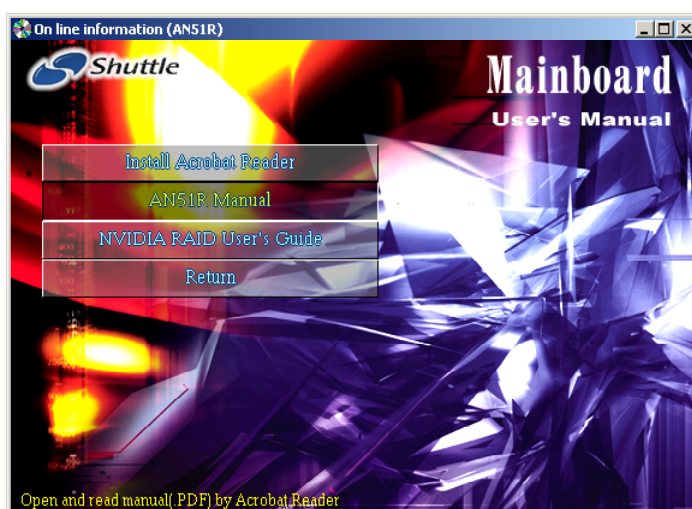 On line information (AN51R)
Shuttle
Mainboard
User's Manual
Install Acrobat Reader
AN51R Manual
NVIDIA RAID User's Guide
Return
Open and read manual(.PDF) by Acrobat Reader